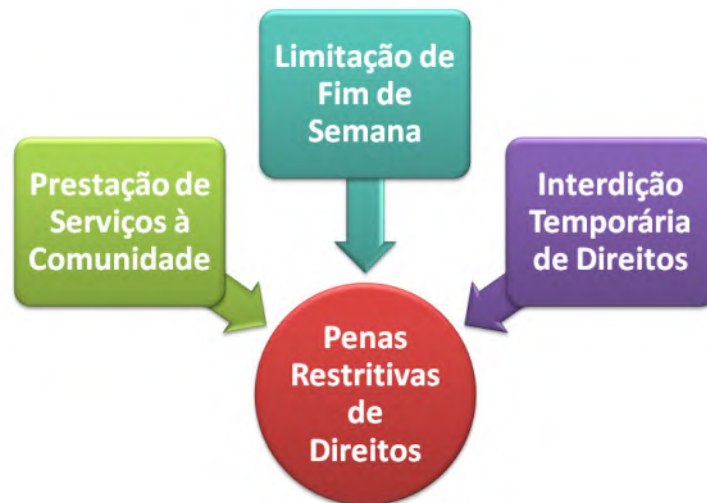 Limitação de
Fim de
Semana
Prestação de
Serviços à
Comunidade
Interdição
Temporária
de Direitos
Penas
Restritivas
de
Direitos